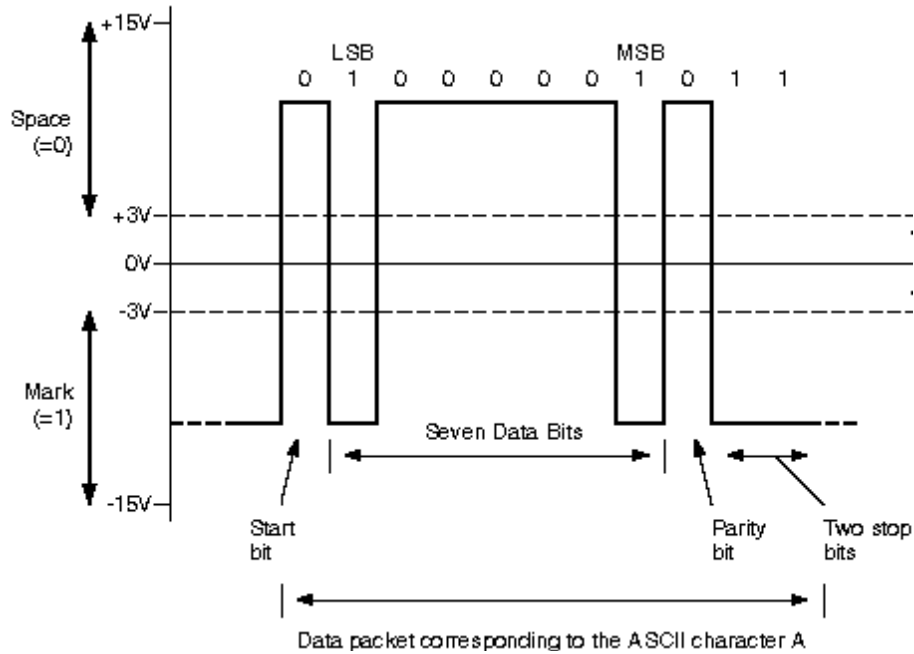 +15V
LSB MSB
0 1 0 0 0 0 0 1 0 1 1
Space
(=0)
+3V
0V
-3V
Mark
(=1)
Seven Data Bits
-15V
Start
bit
Parity
bit
Two stop
bits
Data packet corresponding to the ASCII character A